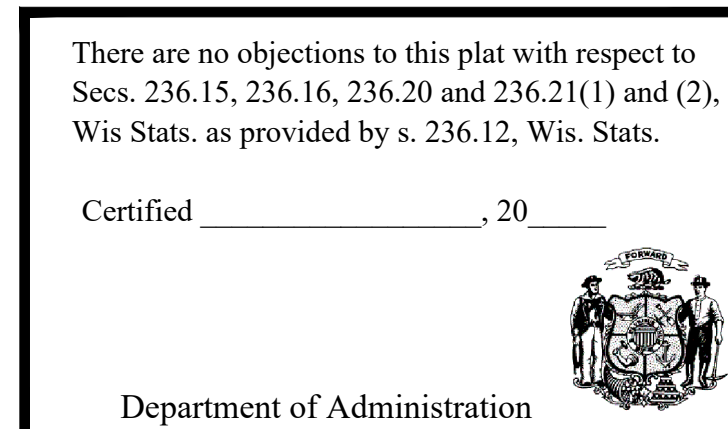 There are no objections to this plat with respect to
Secs. 236.15, 236.16, 236.20 and 236.21(1) and (2),
Wis Stats. as provided by s. 236.12, Wis. Stats.
Certified __________________, 20_____
FORWARD
Department of Administration